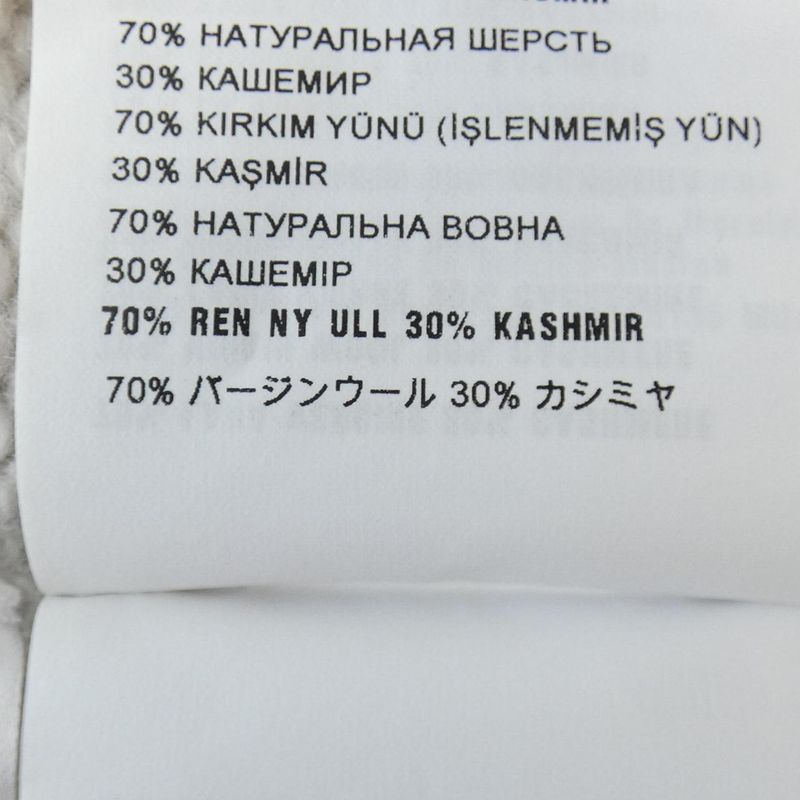 70% НАТУРАЛЬНАЯ ШЕРСТЬ
30% КАШЕМИР
70% KIRKIM YÜNÜ (İŞLENMEMİŞ YÜN)
30% KAŞMİR
70% НАТУРАЛЬНА ВОВНА
30% КАШЕМІР
70% REN NY ULL 30% KASHMIR
70% バージンウール 30% カシミヤ